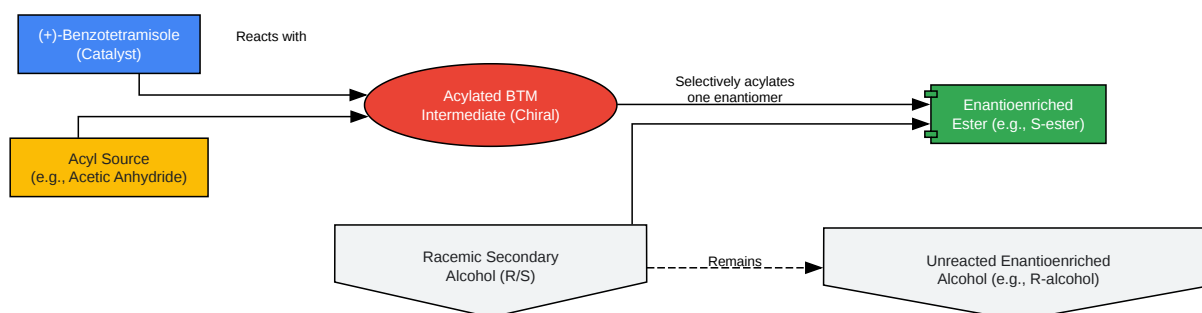 (+)-Benzotetramisole
(Catalyst)
Reacts with
Acyl Source
(e.g., Acetic Anhydride)
Acylated BTM
Intermediate (Chiral)
Selectively acylates
one enantiomer
Enantioenriched
Ester (e.g., S-ester)
Racemic Secondary
Alcohol (R/S)
Remains
Unreacted Enantioenriched
Alcohol (e.g., R-alcohol)